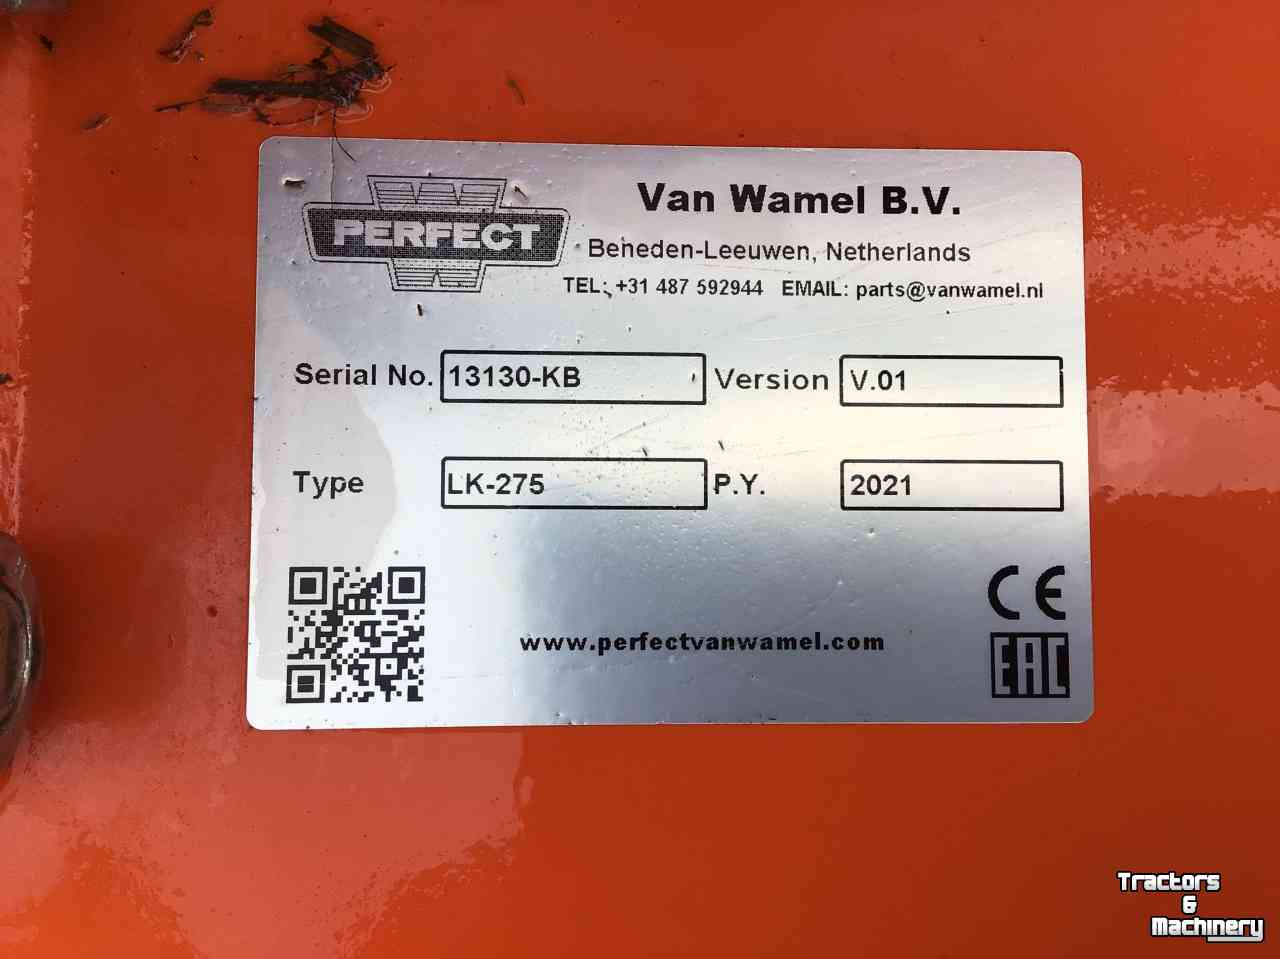 PERFECT
Van Wamel B.V.
Beneden-Leeuwen, Netherlands
TEL: +31 487 592944 EMAIL: parts@vanwamel.nl
Serial No. 13130-KB Version V.01
Type LK-275 P.Y. 2021
www.perfectvanwamel.com
CE
EAC
Tractors
&
Machinery